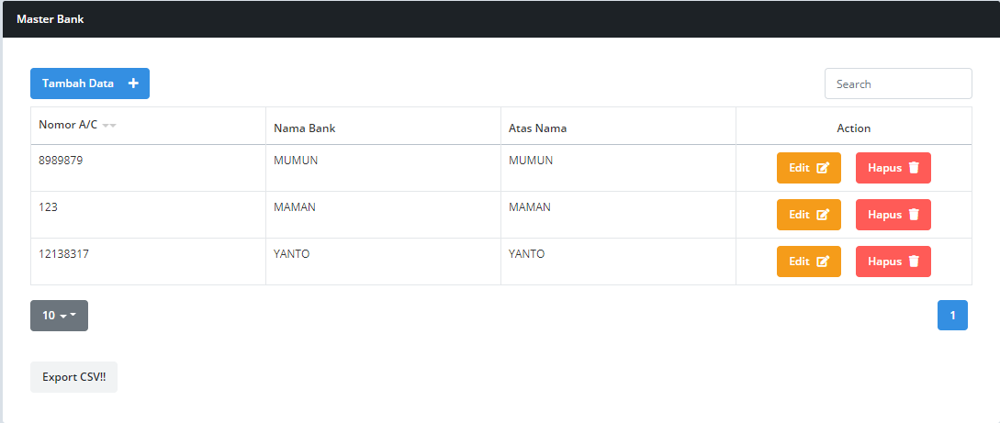 Master Bank
Tambah Data
Search
Nomor A/C Nama Bank Atas Nama Action
8989879 MUMUN MUMUN Edit Hapus
123 MAMAN MAMAN Edit Hapus
12138317 YANTO YANTO Edit Hapus
10 1
Export CSV!!